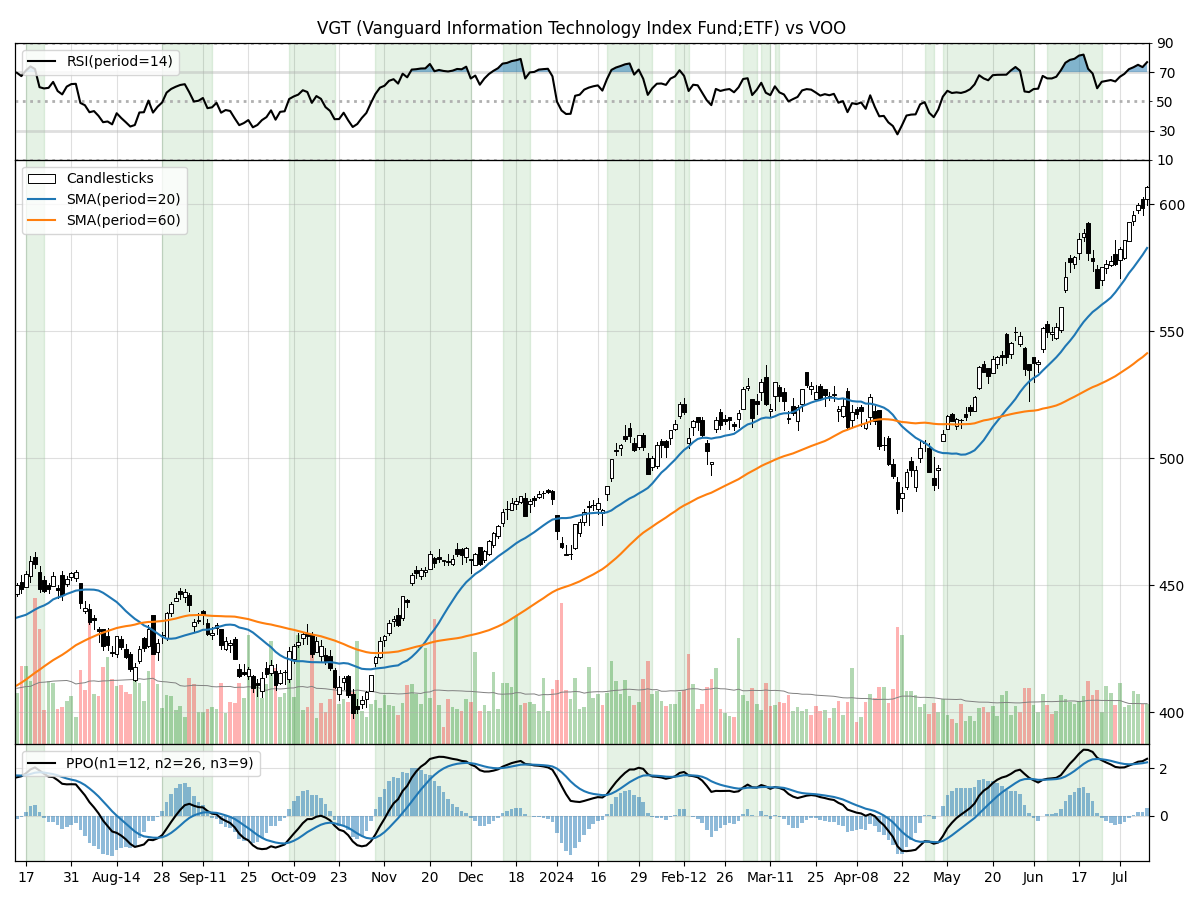 VGT (Vanguard Information Technology Index Fund;ETF) vs VOO
RSI(period=14)
90
70
50
30
10
Candlesticks
SMA(period=20)
SMA(period=60)
600
550
500
450
400
PPO(n1=12, n2=26, n3=9)
2
0
17 31 Aug-14 28 Sep-11 25 Oct-09 23 Nov 20 Dec 18 2024 16 29 Feb-12 26 Mar-11 25 Apr-08 22 May 20 Jun 17 Jul